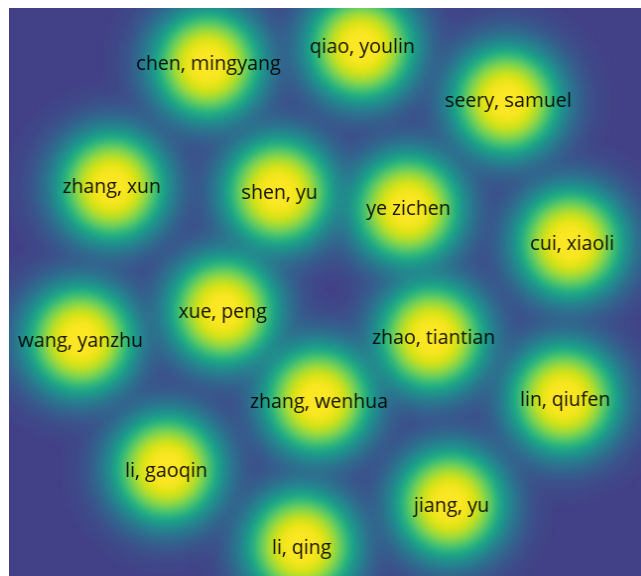 qiao, youlin
chen, mingyang
seery, samuel
zhang, xun
shen, yu
ye zichen
cui, xiaoli
xue, peng
zhao, tiantian
wang, yanzhu
lin, qiufen
zhang, wenhua
li, gaoqin
jiang, yu
li, qing